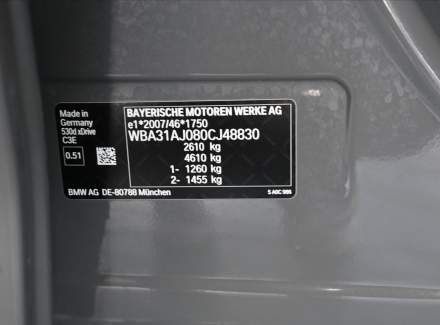 Made in
Germany
530d xDrive
C3E
0.51
BAYERISCHE MOTOREN WERKE AG
e1*2007/46*1750
WBA31AJ080CJ48830
2610 kg
4610 kg
1- 1260 kg
2- 1455 kg
BMW AG DE-80788 München